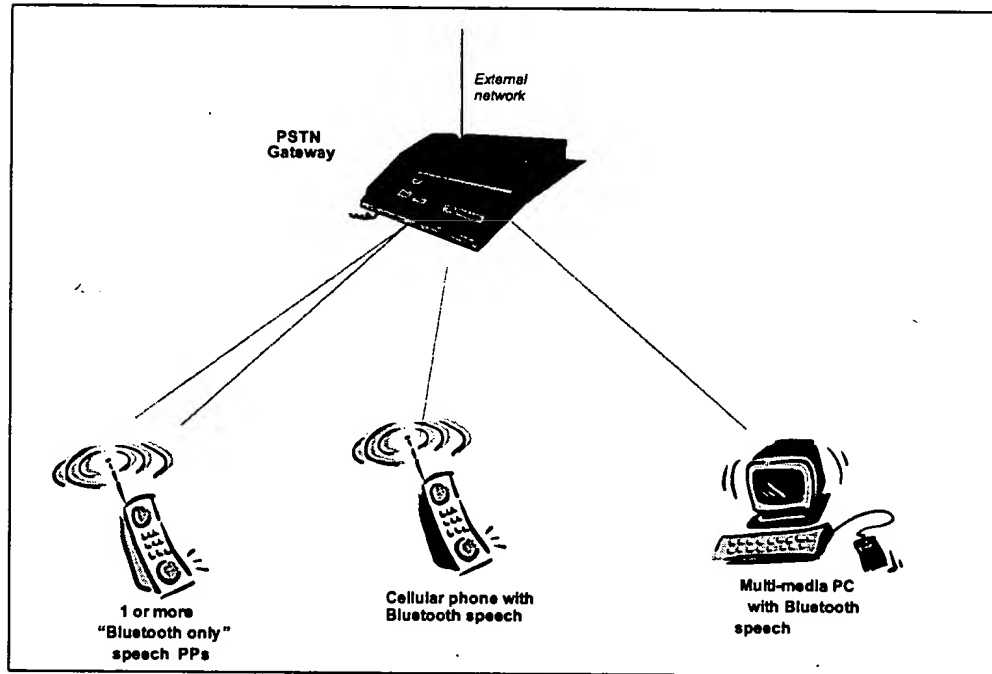 External
network
PSTN
Gateway
1 or more
“Bluetooth only”
speech PPs
Cellular phone with
Bluetooth speech
Multi-media PC
with Bluetooth
speech